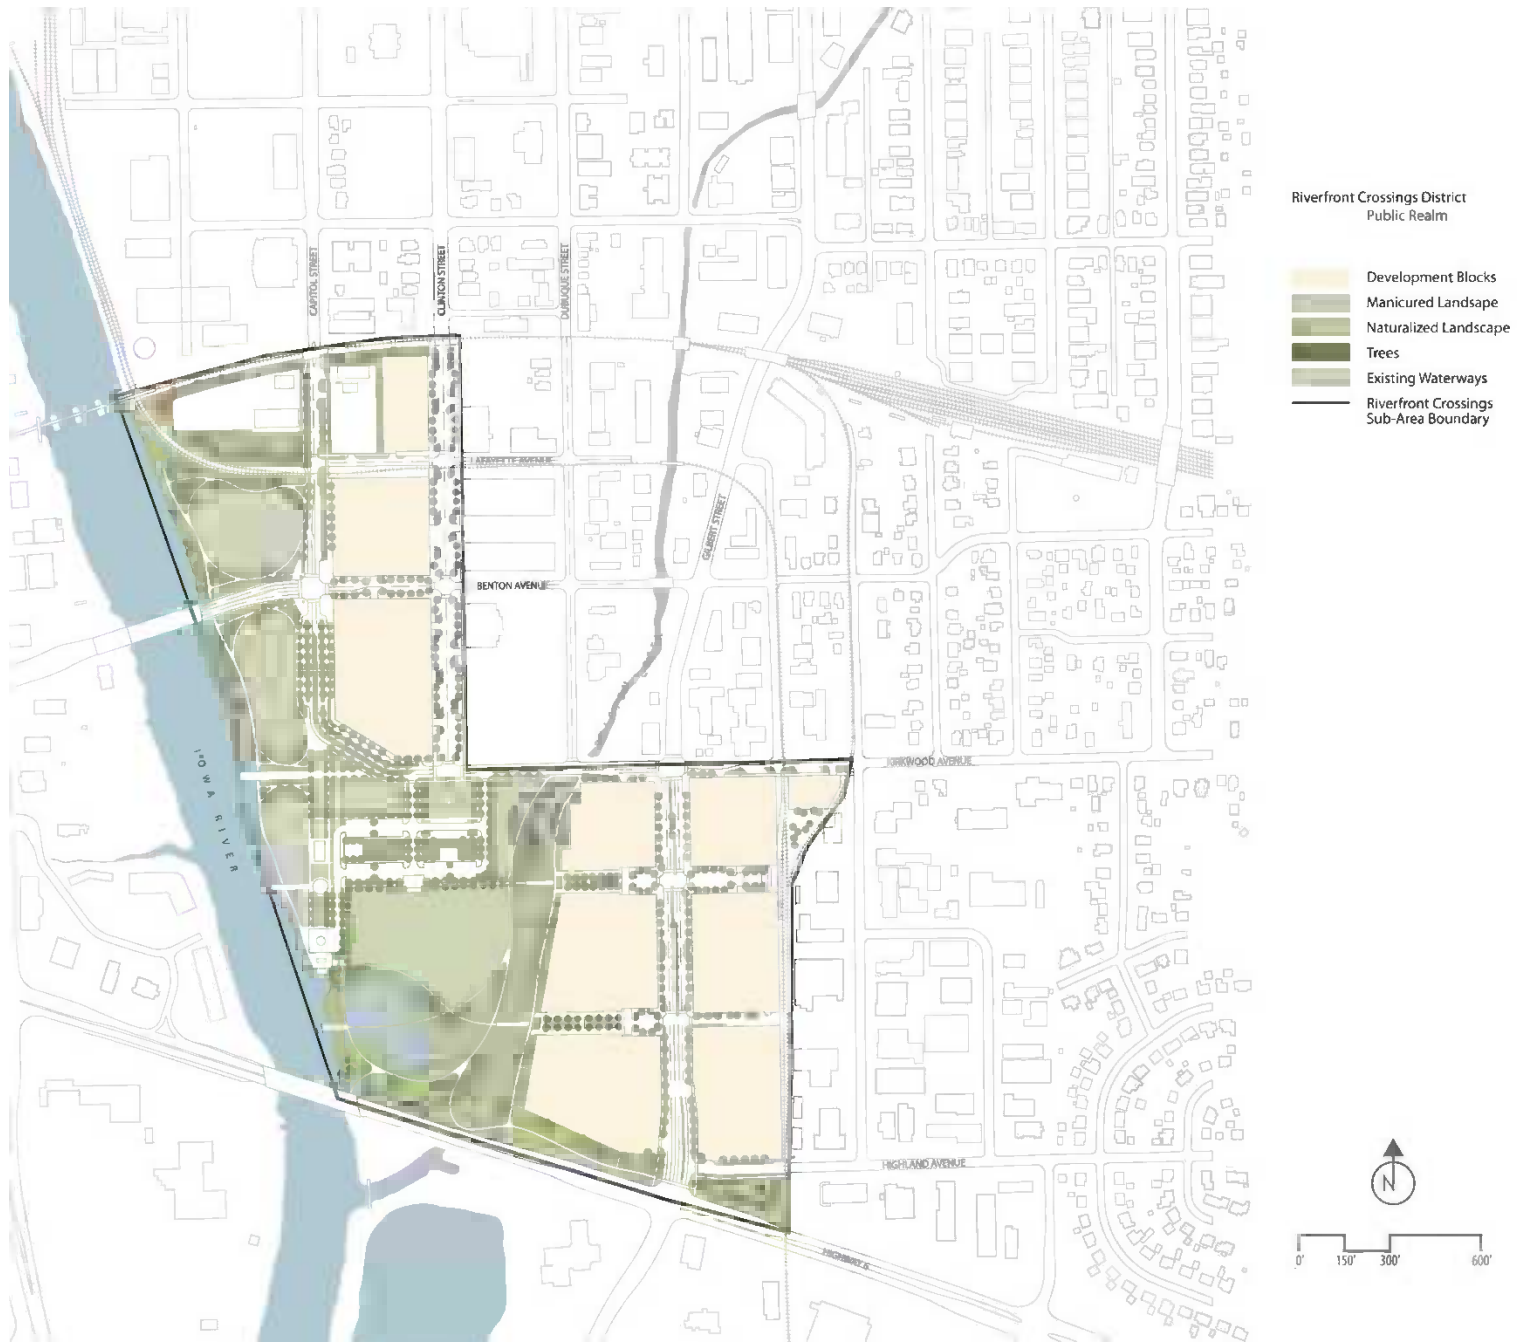 Riverfront Crossings District
Public Realm
Development Blocks
Manicured Landsape
Naturalized Landscape
Trees
Existing Waterways
Riverfront Crossings
Sub-Area Boundary
CAPITOL STREET
CLINTON STREET
DUBUQUE STREET
LAFAYETTE AVENUE
GILBERT STREET
BENTON AVENUE
IOWA RIVER
KIRKWOOD AVENUE
HIGHLAND AVENUE
HIGHWAY 6
N
0' 150' 300' 600'